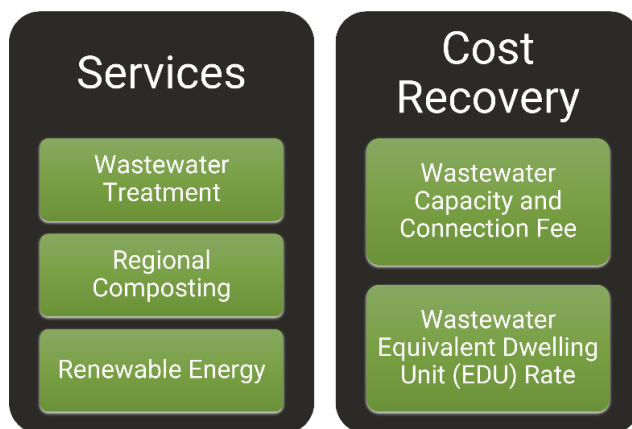 Services
Wastewater
Treatment
Regional
Composting
Renewable Energy
Cost
Recovery
Wastewater
Capacity and
Connection Fee
Wastewater
Equivalent Dwelling
Unit (EDU) Rate